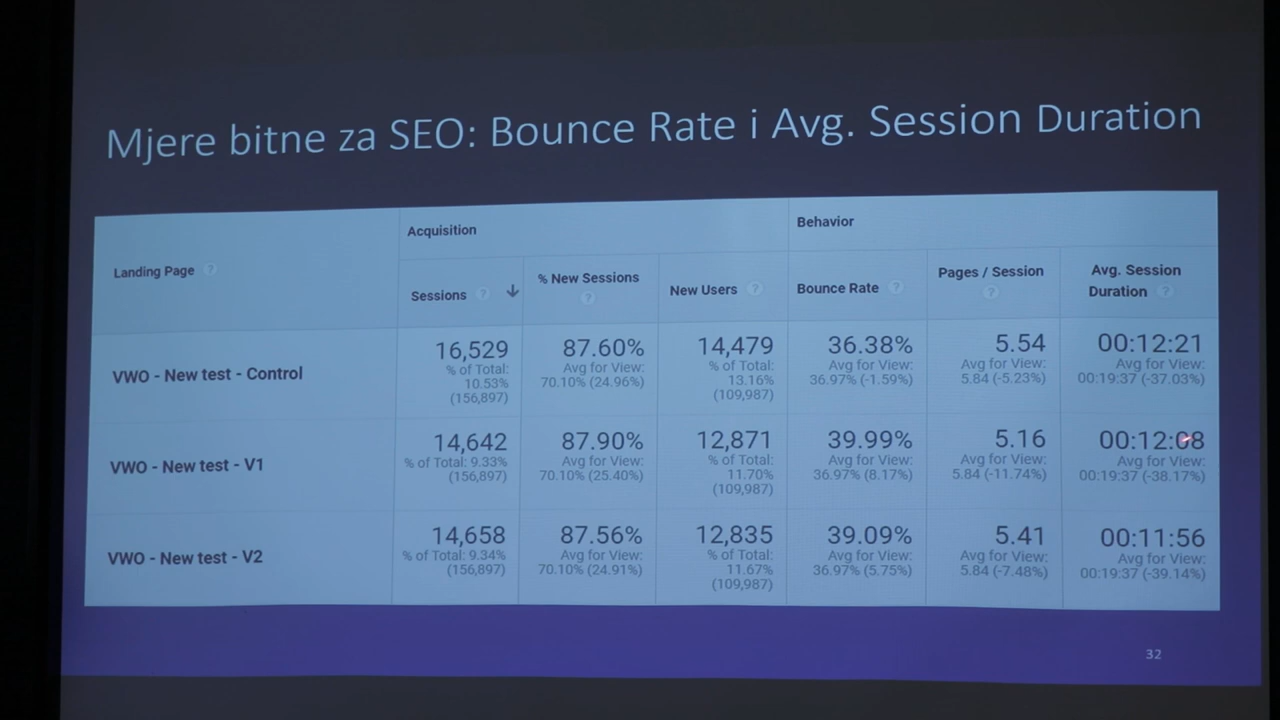 Mjere bitne za SEO: Bounce Rate i Avg. Session Duration
Landing Page ?
Acquisition
Behavior
Sessions ? ↓
% New Sessions ?
New Users ?
Bounce Rate ?
Pages / Session ?
Avg. Session
Duration ?
VWO - New test - Control
16,529
% of Total:
10.53%
(156,897)
87.60%
Avg for View:
70.10% (24.96%)
14,479
% of Total:
13.16%
(109,987)
36.38%
Avg for View:
36.97% (-1.59%)
5.54
Avg for View:
5.84 (-5.23%)
00:12:21
Avg for View:
00:19:37 (-37.03%)
VWO - New test - V1
14,642
% of Total: 9.33%
(156,897)
87.90%
Avg for View:
70.10% (25.40%)
12,871
% of Total:
11.70%
(109,987)
39.99%
Avg for View:
36.97% (8.17%)
5.16
Avg for View:
5.84 (-11.74%)
00:12:08
Avg for View:
00:19:37 (-38.17%)
VWO - New test - V2
14,658
% of Total: 9.34%
(156,897)
87.56%
Avg for View:
70.10% (24.91%)
12,835
% of Total:
11.67%
(109,987)
39.09%
Avg for View:
36.97% (5.75%)
5.41
Avg for View:
5.84 (-7.48%)
00:11:56
Avg for View:
00:19:37 (-39.14%)
32